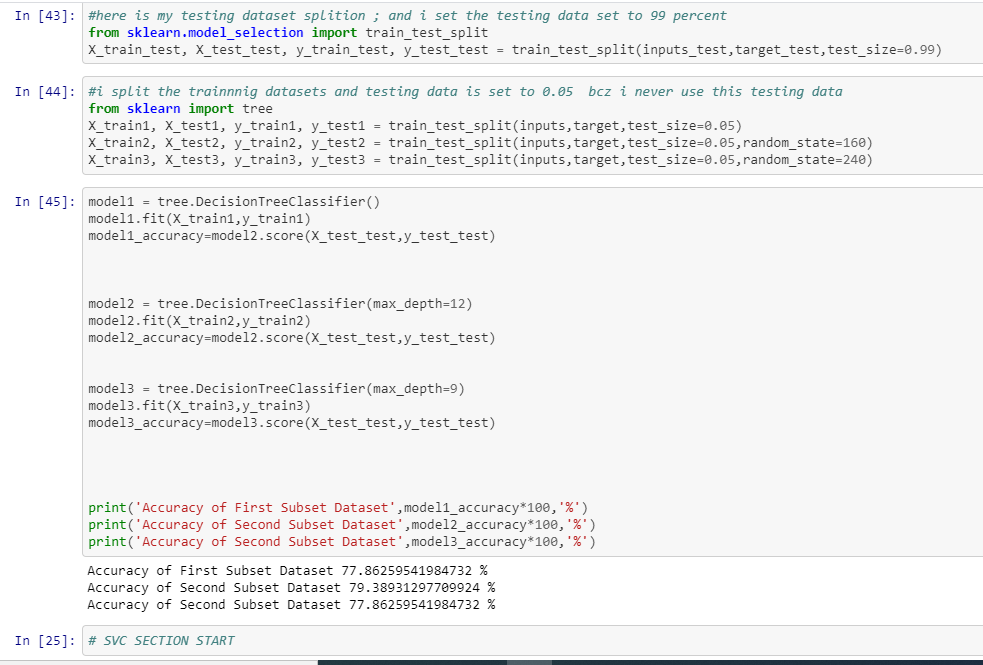 In [43]: #here is my testing dataset splition ; and i set the testing data set to 99 percent
from sklearn.model_selection import train_test_split
X_train_test, X_test_test, y_train_test, y_test_test = train_test_split(inputs_test,target_test,test_size=0.99)
In [44]: #i split the trainnnig datasets and testing data is set to 0.05  bcz i never use this testing data
from sklearn import tree
X_train1, X_test1, y_train1, y_test1 = train_test_split(inputs,target,test_size=0.05)
X_train2, X_test2, y_train2, y_test2 = train_test_split(inputs,target,test_size=0.05,random_state=160)
X_train3, X_test3, y_train3, y_test3 = train_test_split(inputs,target,test_size=0.05,random_state=240)
In [45]: model1 = tree.DecisionTreeClassifier()
model1.fit(X_train1,y_train1)
model1_accuracy=model2.score(X_test_test,y_test_test)
model2 = tree.DecisionTreeClassifier(max_depth=12)
model2.fit(X_train2,y_train2)
model2_accuracy=model2.score(X_test_test,y_test_test)
model3 = tree.DecisionTreeClassifier(max_depth=9)
model3.fit(X_train3,y_train3)
model3_accuracy=model3.score(X_test_test,y_test_test)
print('Accuracy of First Subset Dataset',model1_accuracy*100,'%')
print('Accuracy of Second Subset Dataset',model2_accuracy*100,'%')
print('Accuracy of Second Subset Dataset',model3_accuracy*100,'%')
Accuracy of First Subset Dataset 77.86259541984732 %
Accuracy of Second Subset Dataset 79.38931297709924 %
Accuracy of Second Subset Dataset 77.86259541984732 %
In [25]: # SVC SECTION START